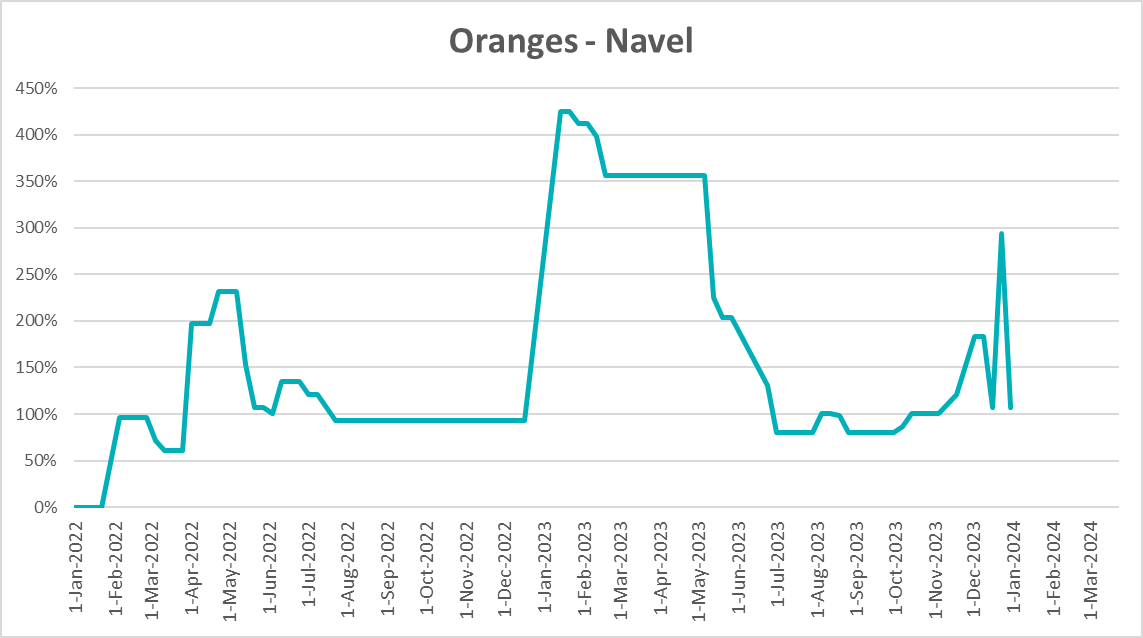 Oranges - Navel
450%
400%
350%
300%
250%
200%
150%
100%
50%
0%
1-Jan-2022
1-Feb-2022
1-Mar-2022
1-Apr-2022
1-May-2022
1-Jun-2022
1-Jul-2022
1-Aug-2022
1-Sep-2022
1-Oct-2022
1-Nov-2022
1-Dec-2022
1-Jan-2023
1-Feb-2023
1-Mar-2023
1-Apr-2023
1-May-2023
1-Jun-2023
1-Jul-2023
1-Aug-2023
1-Sep-2023
1-Oct-2023
1-Nov-2023
1-Dec-2023
1-Jan-2024
1-Feb-2024
1-Mar-2024